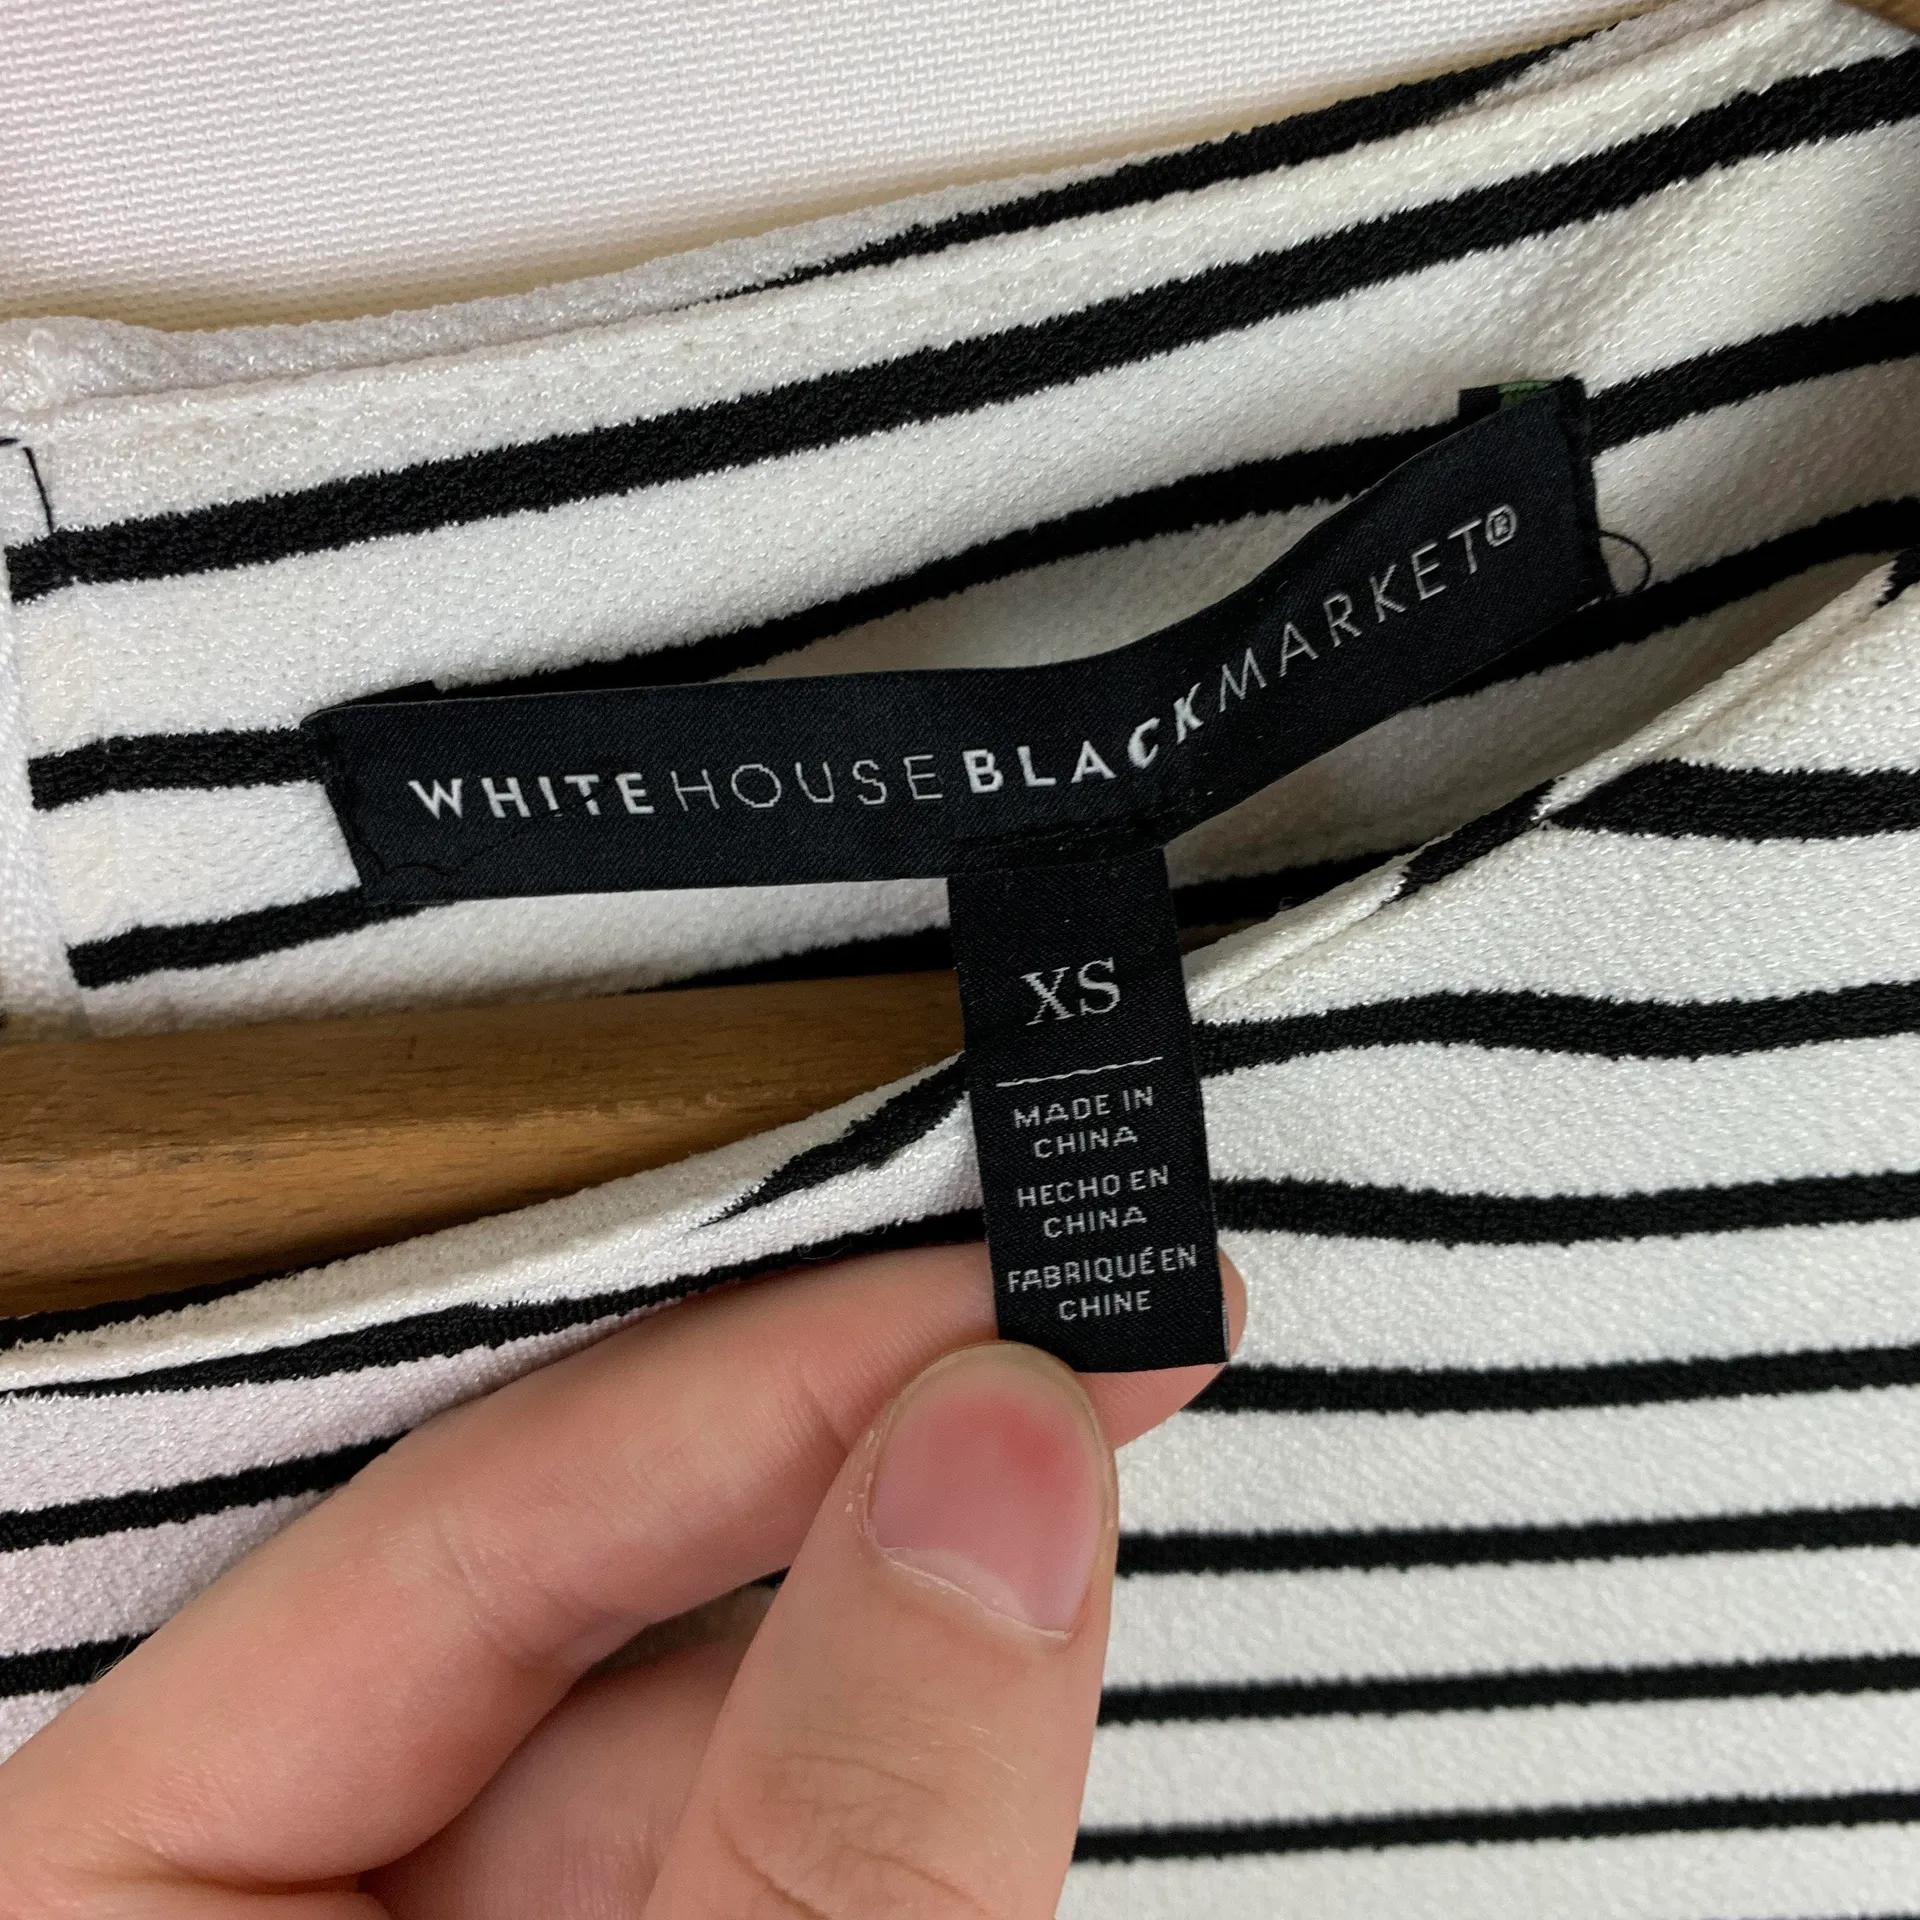 WHITEHOUSEBLACKMARKET®
XS
MADE IN
CHINA
HECHO EN
CHINA
FABRIQUÉ EN
CHINE